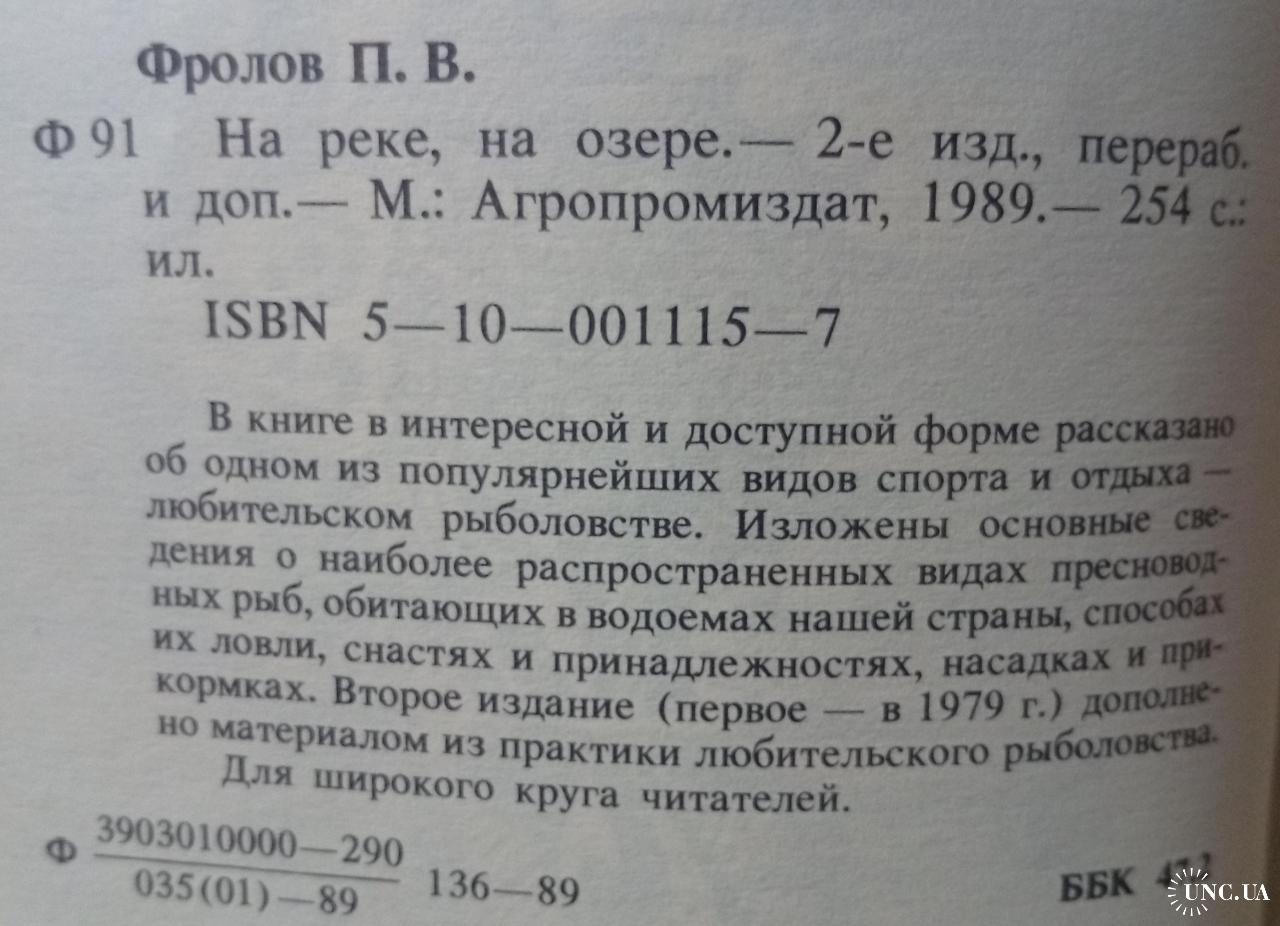 Фролов П. В.
Ф 91 На реке, на озере.— 2-е изд., перераб.
и доп.— М.: Агропромиздат, 1989.— 254 с.:
ил.
ISBN 5—10—001115—7
В книге в интересной и доступной форме рассказано
об одном из популярнейших видов спорта и отдыха —
любительском рыболовстве. Изложены основные све-
дения о наиболее распространенных видах пресновод-
ных рыб, обитающих в водоемах нашей страны, способах
их ловли, снастях и принадлежностях, насадках и при-
кормках. Второе издание (первое — в 1979 г.) дополне-
но материалом из практики любительского рыболовства.
Для широкого круга читателей.
Ф 3903010000—290
035(01)—89 136—89
ББК
UNC.UA